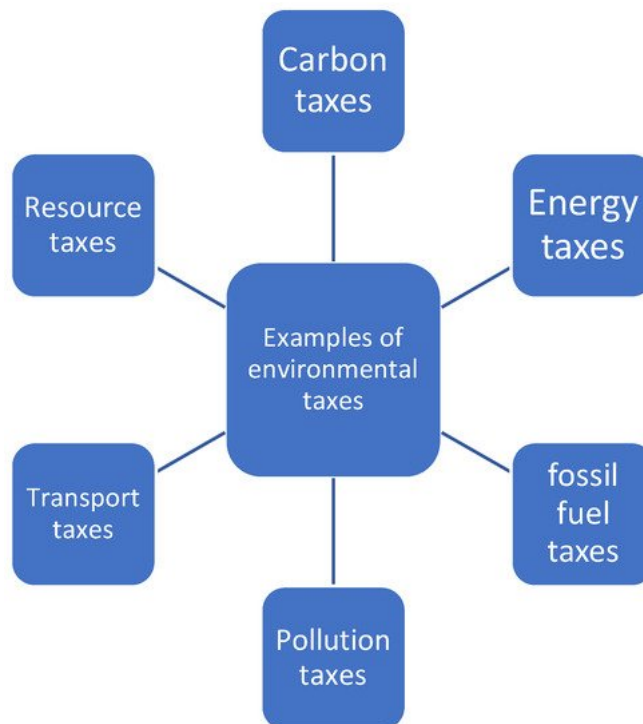 Carbon
taxes
Resource
taxes
Energy
taxes
Examples of
environmental
taxes
Transport
taxes
fossil
fuel
taxes
Pollution
taxes